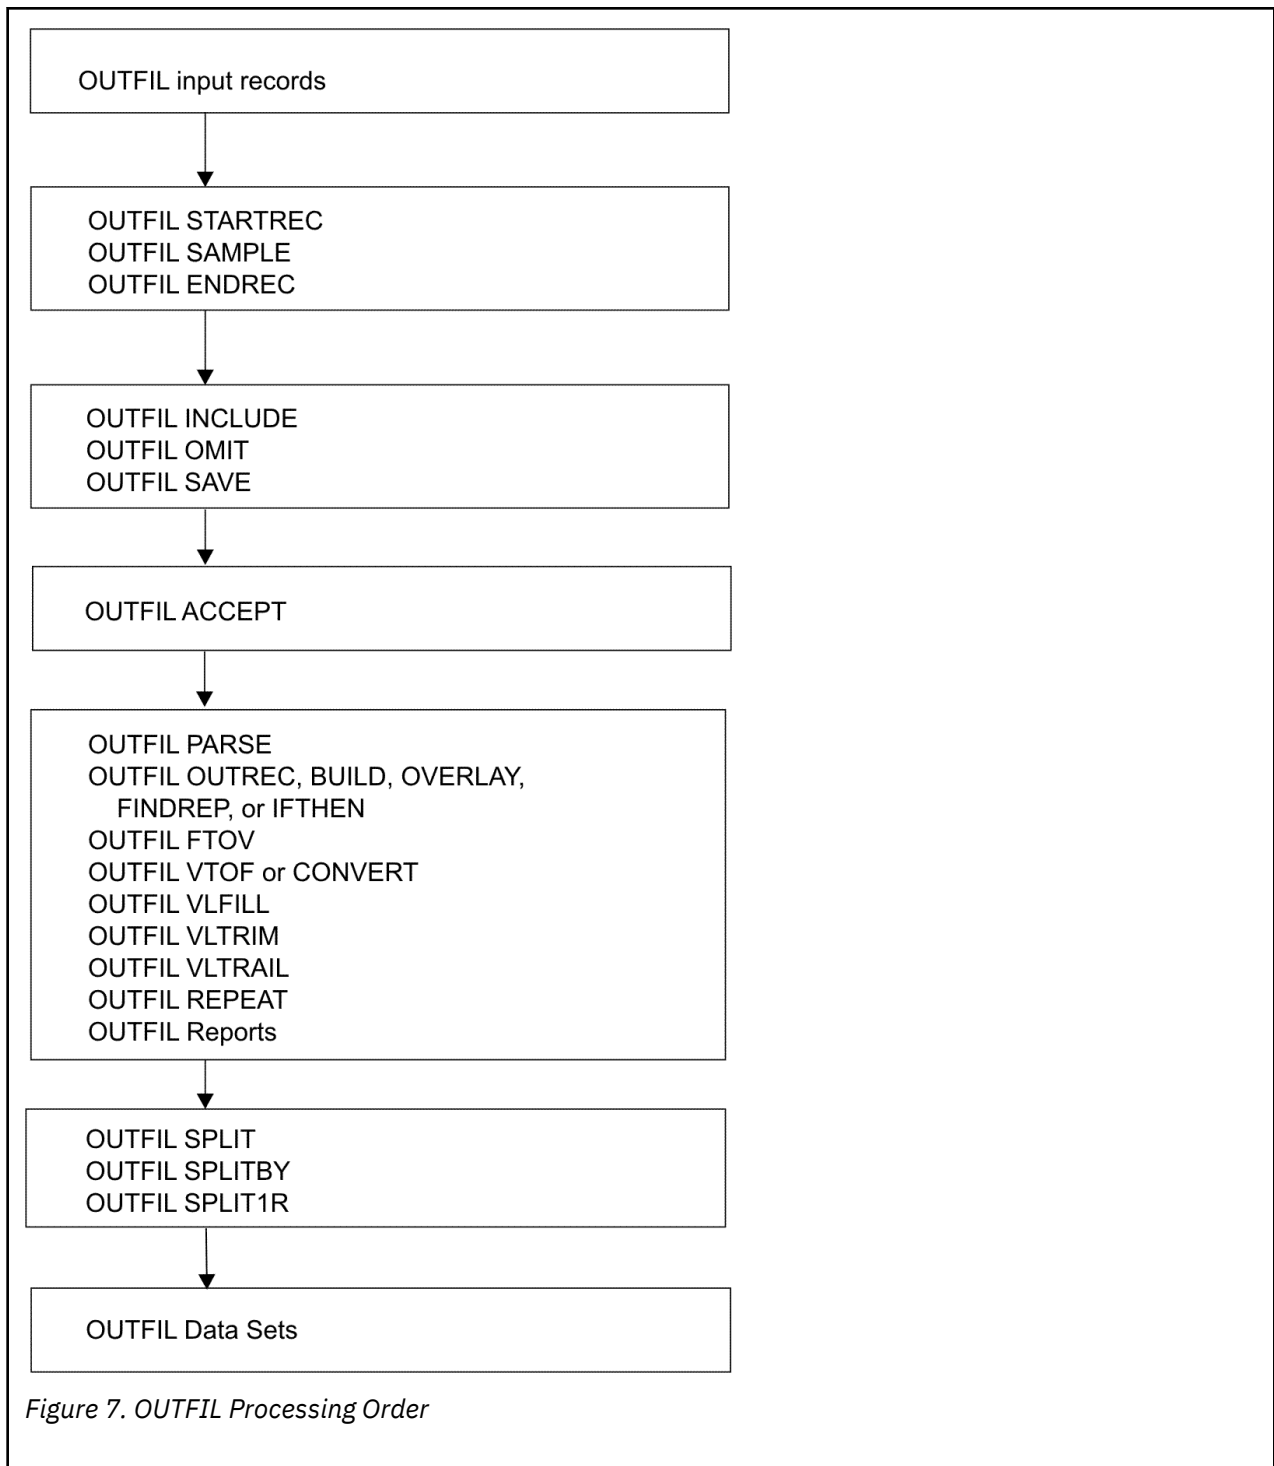 OUTFIL input records
OUTFIL STARTREC
OUTFIL SAMPLE
OUTFIL ENDREC
OUTFIL INCLUDE
OUTFIL OMIT
OUTFIL SAVE
OUTFIL ACCEPT
OUTFIL PARSE
OUTFIL OUTREC, BUILD, OVERLAY,
FINDREP, or IFTHEN
OUTFIL FTOV
OUTFIL VTOF or CONVERT
OUTFIL VLFILL
OUTFIL VLTRIM
OUTFIL VLTRAIL
OUTFIL REPEAT
OUTFIL Reports
OUTFIL SPLIT
OUTFIL SPLITBY
OUTFIL SPLIT1R
OUTFIL Data Sets
Figure 7. OUTFIL Processing Order